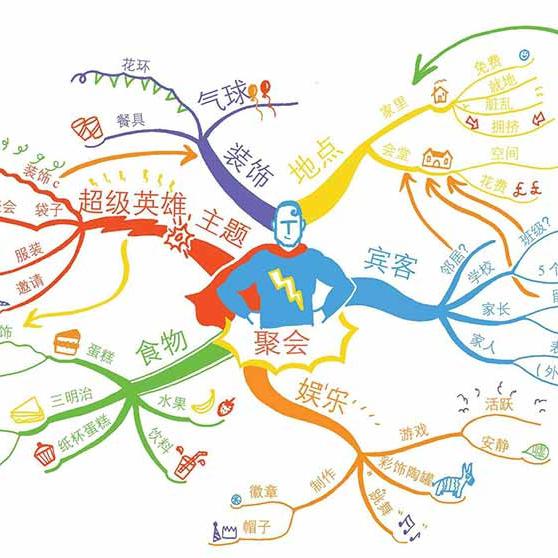 聚会
装饰
气球
花环
餐具
地点
家里
免费
就地
脏乱
拥挤
会堂
空间
花费
££
宾客
邻居?
学校
班级?
5个
家长
家人
娱乐
游戏
活跃
安静
彩饰陶罐
跳舞
制作
徽章
帽子
食物
蛋糕
三明治
纸杯蛋糕
水果
饮料
主题
超级英雄
装饰c
袋子
服装
邀请